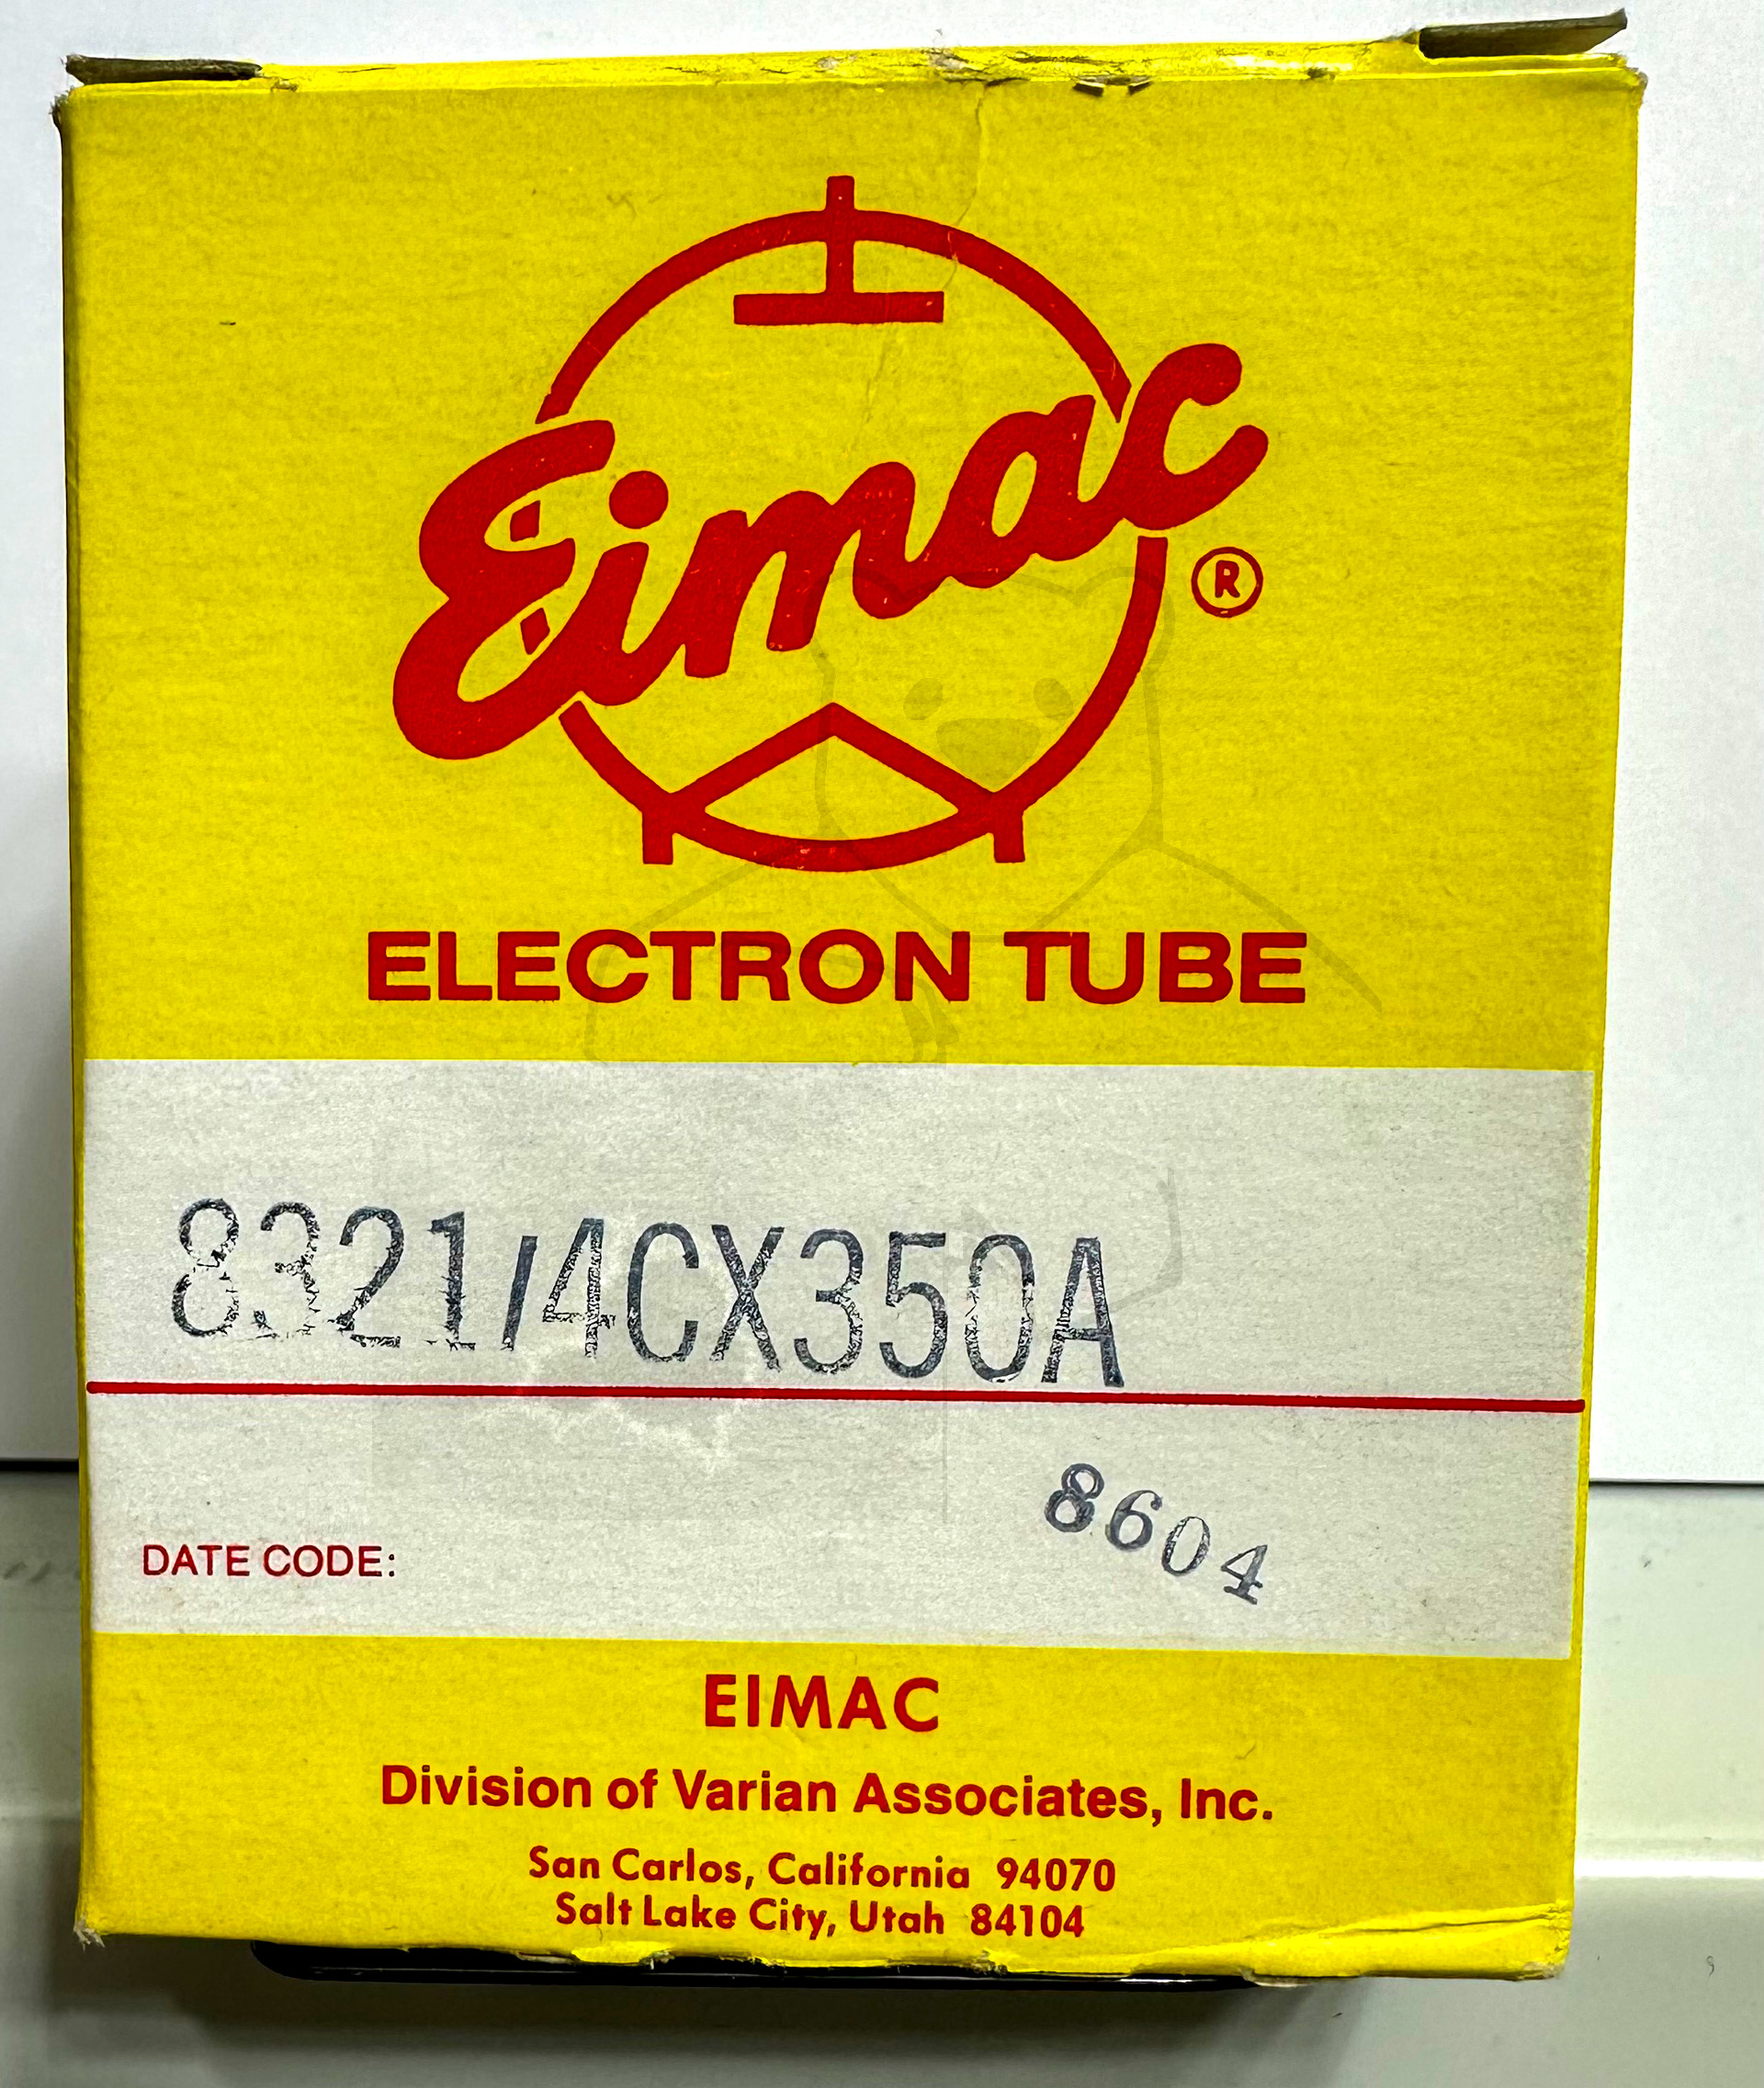 Eimac
®
ELECTRON TUBE
8321/4CX350A
8604
DATE CODE:
EIMAC
Division of Varian Associates, Inc.
San Carlos, California 94070
Salt Lake City, Utah 84104